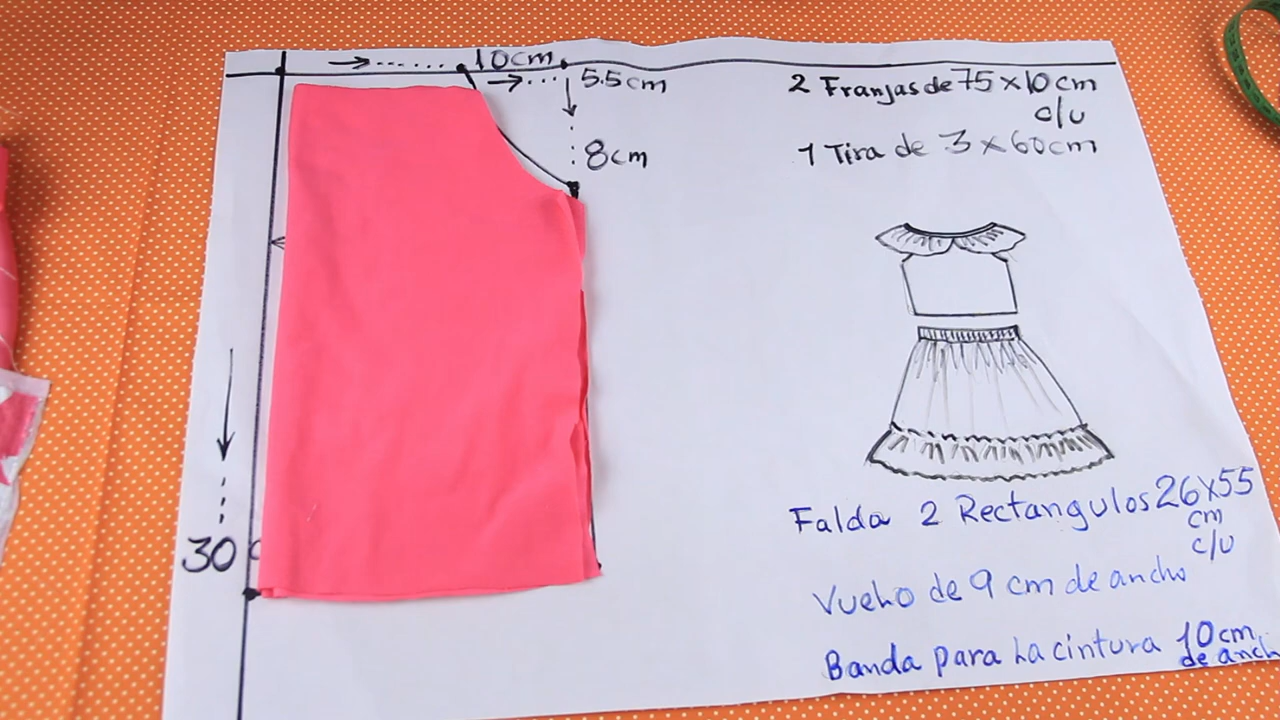 10cm
5.5cm
8cm
30 c
2 Franjas de 75 x 10 cm
c/u
1 Tira de 3 x 60cm
Falda 2 Rectangulos 26x55
cm
c/u
Vuelo de 9 cm de ancho
Banda para La cintura 10cm
de anch